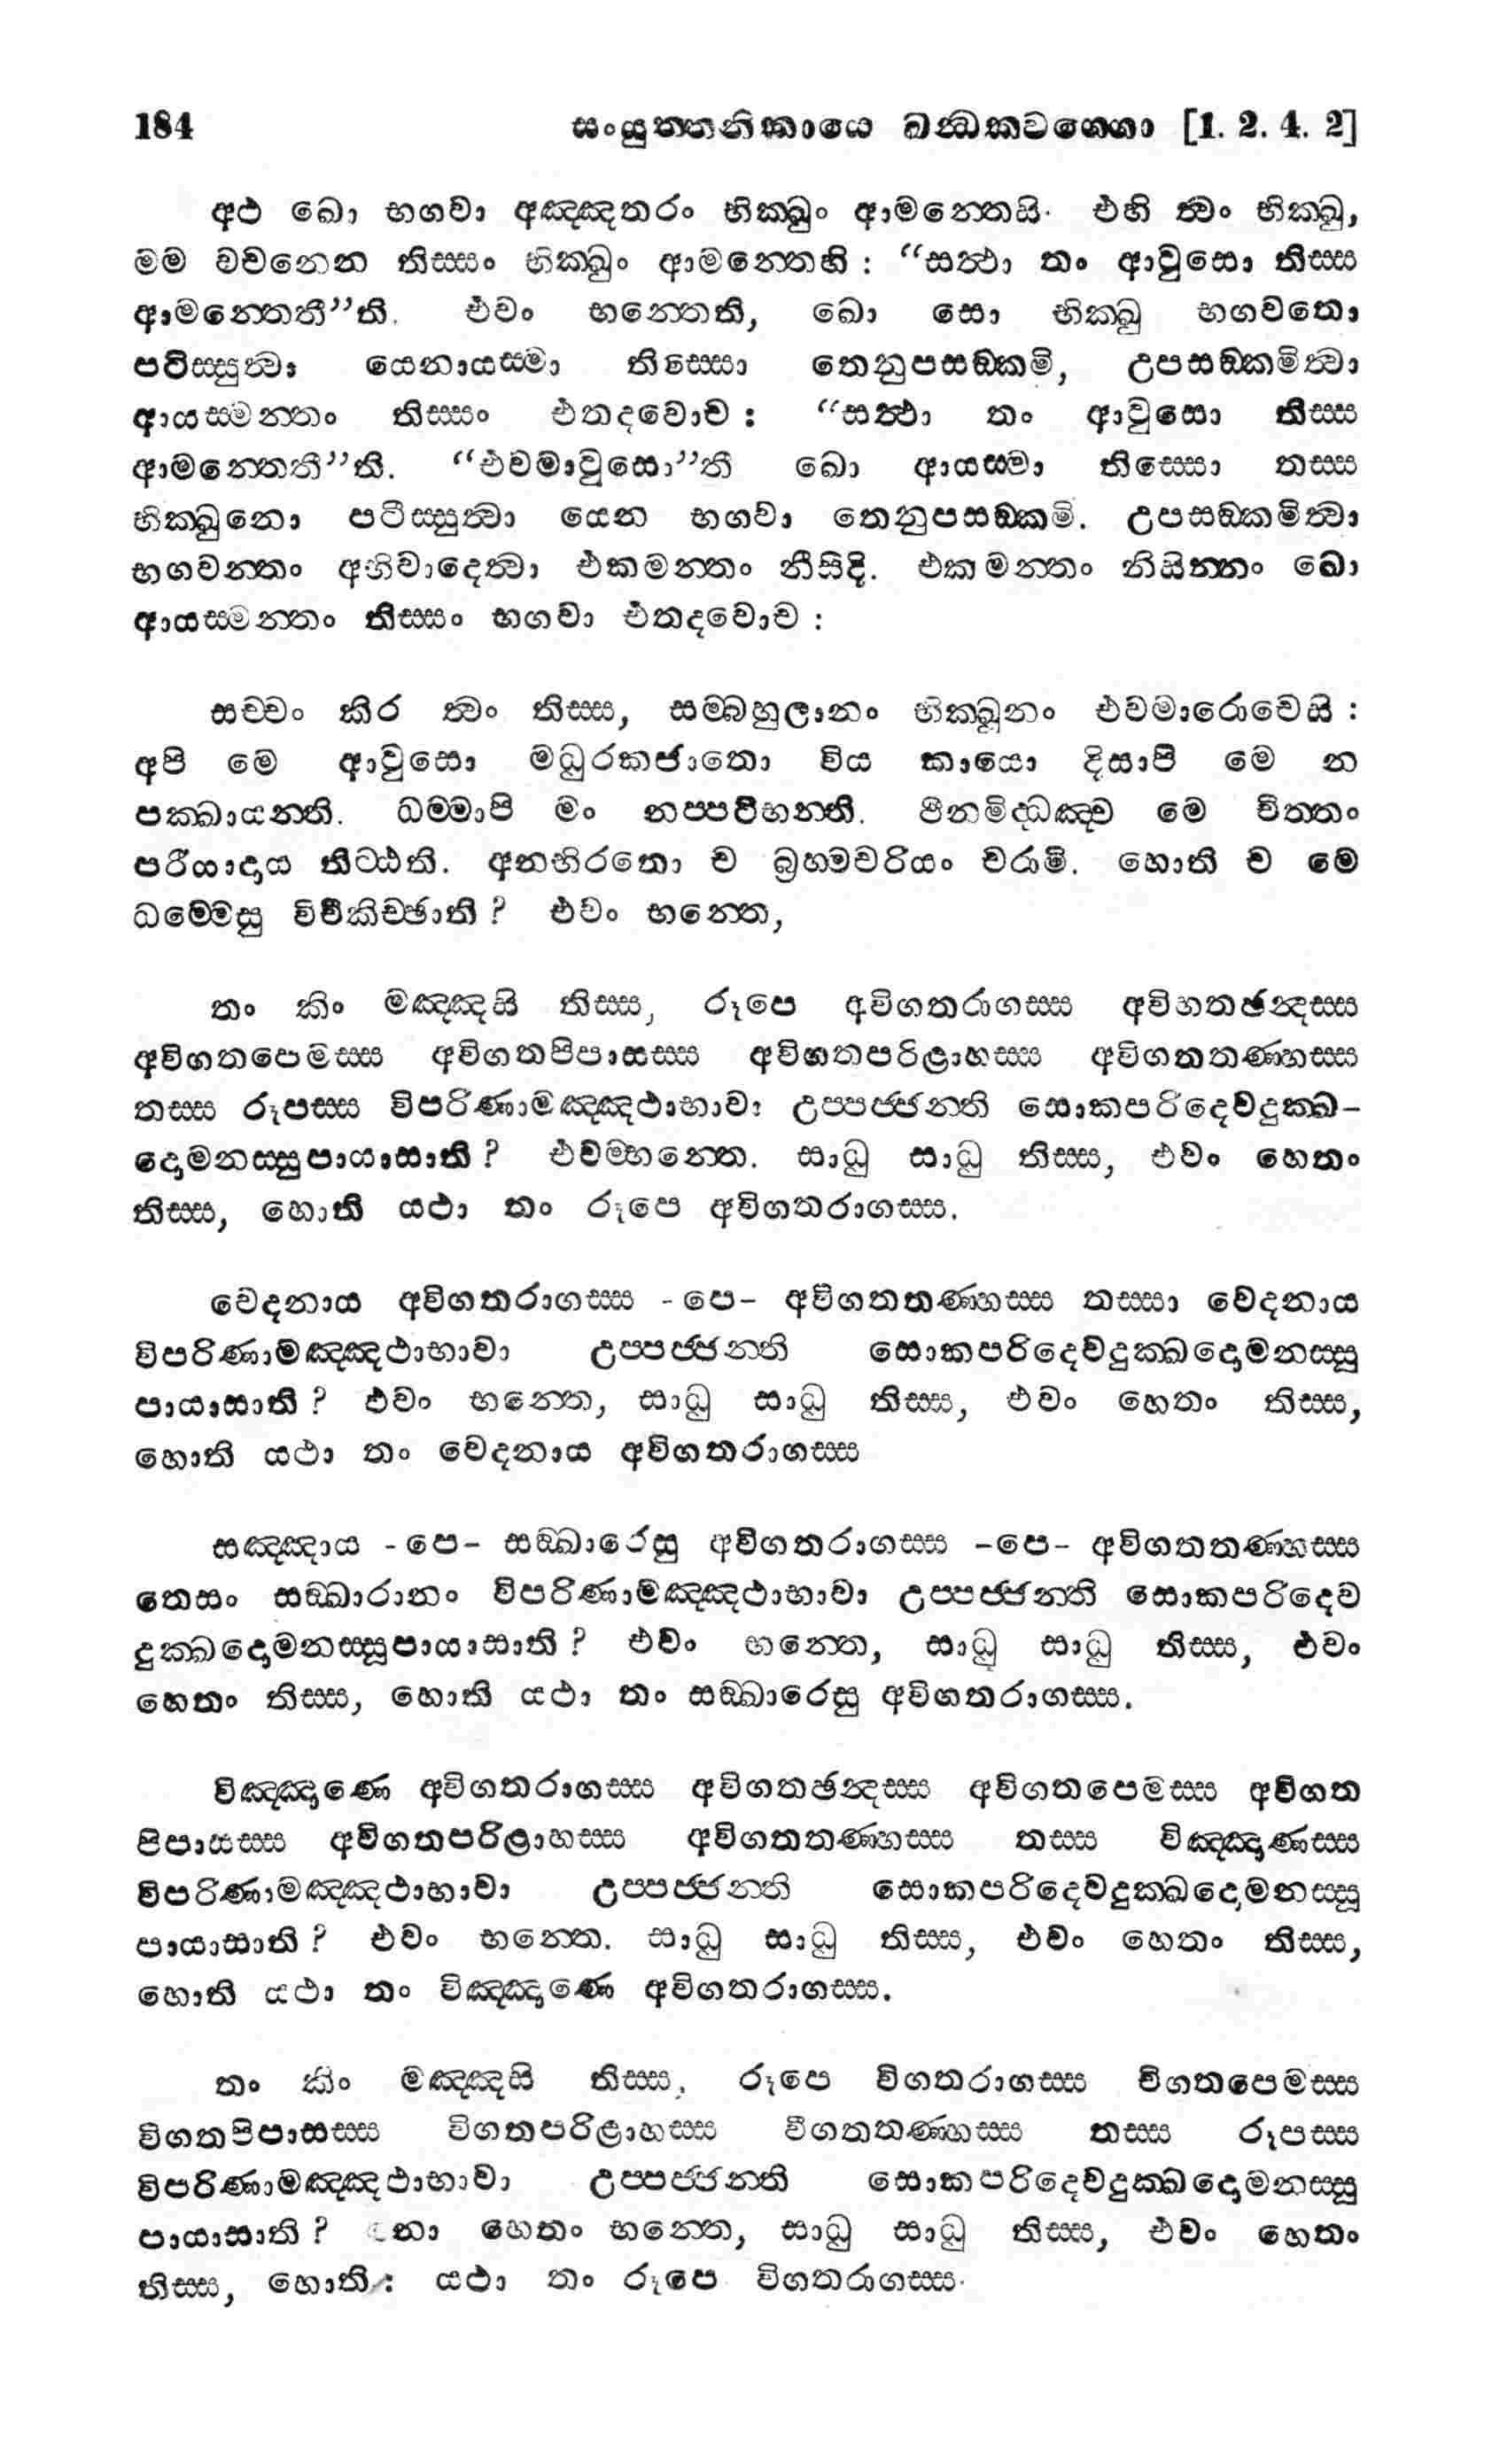 184 සංයුත්තනිකායෙ ඛන්ධකවග්ගො [1. 2. 4. 2]
අථ ඛො භගවා අඤ්ඤතරං භික්ඛුං ආමන්තෙසි. එහි ත්වං භික්ඛු,
මම වචනෙන තිස්සං භික්ඛුං ආමන්තෙහි : “සත්ථා තං ආවුසො තිස්ස
ආමන්තෙතී”ති. එවං භන්තෙති, ඛො සො භික්ඛු භගවතො
පටිස්සුත්වා යෙනායස්මා තිස්සො තෙනුපසඞ්කමි, උපසඞ්කමිත්වා
ආයස්මන්තං තිස්සං එතදවොච : “සත්ථා තං ආවුසො තිස්ස
ආමන්තෙතී”ති. “එවමාවුසො”ති ඛො ආයස්මා තිස්සො තස්ස
භික්ඛුනො පටිස්සුත්වා යෙන භගවා තෙනුපසඞ්කමි. උපසඞ්කමිත්වා
භගවන්තං අභිවාදෙත්වා එකමන්තං නිසීදි. එකමන්තං නිසින්නං ඛො
ආයස්මන්තං තිස්සං භගවා එතදවොච :
සච්චං කිර ත්වං තිස්ස, සම්බහුලානං භික්ඛූනං එවමාරොචෙසි :
අපි මෙ ආවුසො මධුරකජාතො විය කායො දිසාපි මෙ න
පක්ඛායන්ති. ධම්මාපි මං නප්පටිභන්ති. ථීනමිද්ධඤ්ච මෙ චිත්තං
පරියාදාය තිට්ඨති. අනභිරතො ච බ්‍රහ්මචරියං චරාමි. හොති ච මෙ
ධම්මෙසු විචිකිච්ඡාති ? එවං භන්තෙ,
තං කිං මඤ්ඤසි තිස්ස, රූපෙ අවිගතරාගස්ස අවිගතඡන්දස්ස
අවිගතපෙමස්ස අවිගතපිපාසස්ස අවිගතපරිළාහස්ස අවිගතතණ්හස්ස
තස්ස රූපස්ස විපරිණාමඤ්ඤථාභාවා උප්පජ්ජන්ති සොකපරිදෙවදුක්ඛ-
දොමනස්සුපායාසාති ? එවම්භන්තෙ. සාධු සාධු තිස්ස, එවං හෙතං
තිස්ස, හොති යථා තං රූපෙ අවිගතරාගස්ස.
වෙදනාය අවිගතරාගස්ස -පෙ- අවිගතතණ්හස්ස තස්සා වෙදනාය
විපරිණාමඤ්ඤථාභාවා උප්පජ්ජන්ති සොකපරිදෙවදුක්ඛදොමනස්සූ
පායාසාති ? එවං භන්තෙ, සාධු සාධු තිස්ස, එවං හෙතං තිස්ස,
හොති යථා තං වෙදනාය අවිගතරාගස්ස
සඤ්ඤාය -පෙ- සඞ්ඛාරෙසු අවිගතරාගස්ස -පෙ- අවිගතතණ්හස්ස
තෙසං සඞ්ඛාරානං විපරිණාමඤ්ඤථාභාවා උප්පජ්ජන්ති සොකපරිදෙව
දුක්ඛදොමනස්සූපායාසාති ? එවං භන්තෙ, සාධු සාධු තිස්ස, එවං
හෙතං තිස්ස, හොති යථා තං සඞ්ඛාරෙසු අවිගතරාගස්ස.
විඤ්ඤාණෙ අවිගතරාගස්ස අවිගතඡන්දස්ස අවිගතපෙමස්ස අවිගත
පිපාසස්ස අවිගතපරිළාහස්ස අවිගතතණ්හස්ස තස්ස විඤ්ඤාණස්ස
විපරිණාමඤ්ඤථාභාවා උප්පජ්ජන්ති සොකපරිදෙවදුක්ඛදොමනස්සූ
පායාසාති ? එවං භන්තෙ. සාධු සාධු තිස්ස, එවං හෙතං තිස්ස,
හොති යථා තං විඤ්ඤාණෙ අවිගතරාගස්ස.
තං කිං මඤ්ඤසි තිස්ස, රූපෙ විගතරාගස්ස විගතපෙමස්ස
විගතපිපාසස්ස විගතපරිළාහස්ස විගතතණ්හස්ස තස්ස රූපස්ස
විපරිණාමඤ්ඤථාභාවා උප්පජ්ජන්ති සොකපරිදෙවදුක්ඛදොමනස්සූ
පායාසාති ? නො හෙතං භන්තෙ, සාධු සාධු තිස්ස, එවං හෙතං
තිස්ස, හොති : යථා තං රූපෙ විගතරාගස්ස.